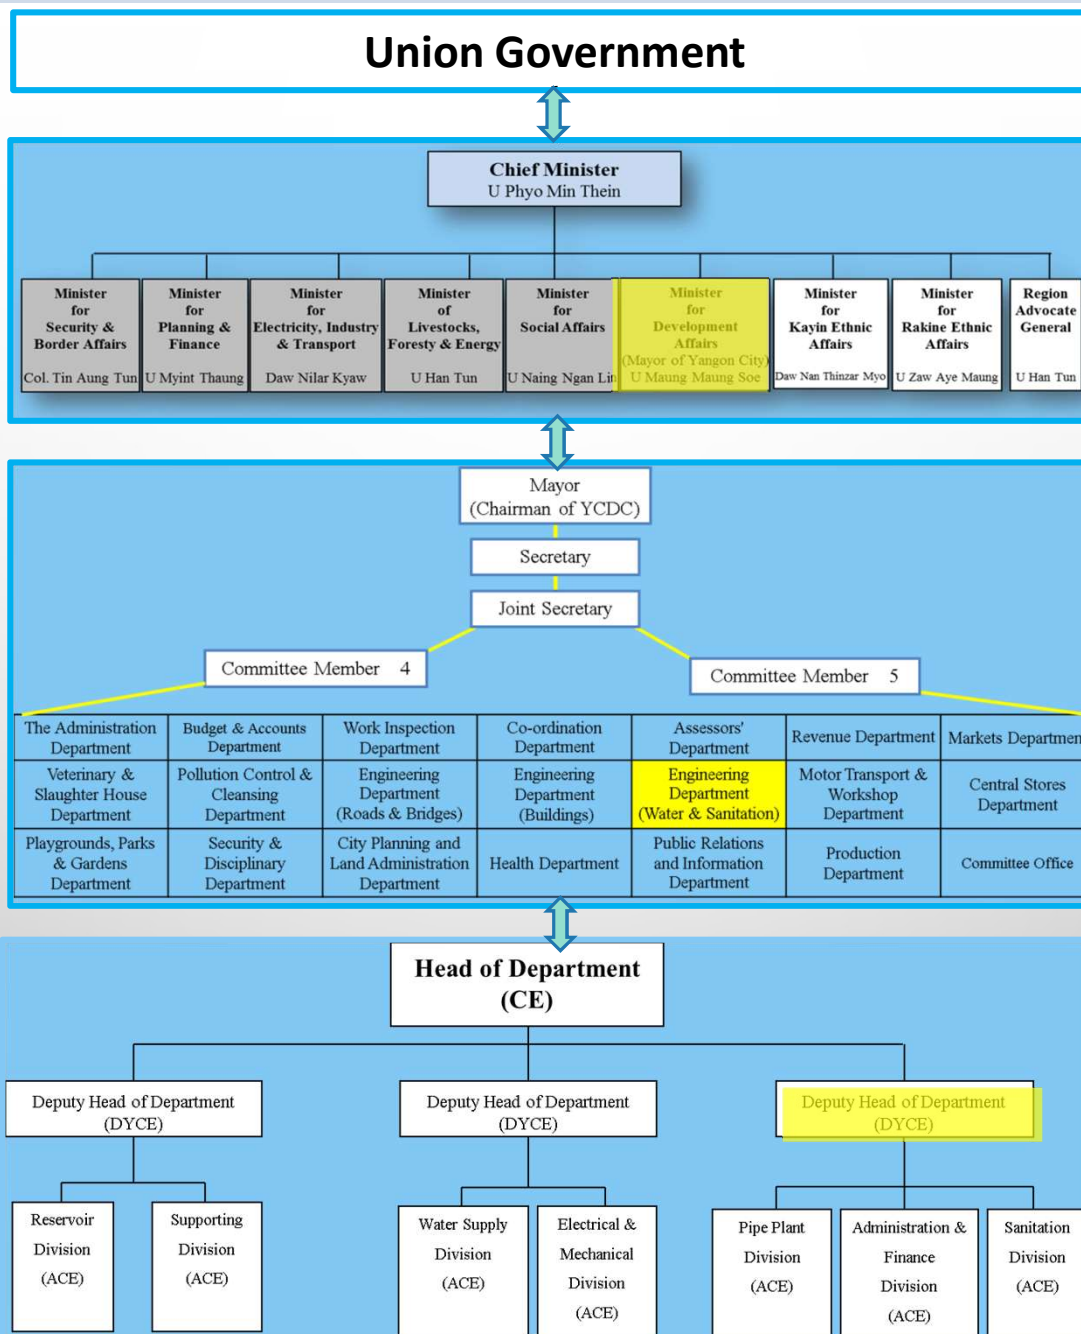 Union Government
Chief Minister
U Phyo Min Thein
Minister
for
Security &
Border Affairs
Col. Tin Aung Tun
Minister
for
Planning &
Finance
U Myint Thaung
Minister
for
Electricity, Industry
& Transport
Daw Nilar Kyaw
Minister
of
Livestocks,
Foresty & Energy
U Han Tun
Minister
for
Social Affairs
U Naing Ngan Lin
Minister
for
Development
Affairs
(Mayor of Yangon City)
U Maung Maung Soe
Minister
for
Kayin Ethnic
Affairs
Daw Nan Thinzar Myo
Minister
for
Rakine Ethnic
Affairs
U Zaw Aye Maung
Region
Advocate
General
U Han Tun
Mayor
(Chairman of YCDC)
Secretary
Joint Secretary
Committee Member 4
Committee Member 5
The Administration
Department
Budget & Accounts
Department
Work Inspection
Department
Co-ordination
Department
Assessors'
Department
Revenue Department
Markets Department
Veterinary &
Slaughter House
Department
Pollution Control &
Cleansing
Department
Engineering
Department
(Roads & Bridges)
Engineering
Department
(Buildings)
Engineering
Department
(Water & Sanitation)
Motor Transport &
Workshop
Department
Central Stores
Department
Playgrounds, Parks
& Gardens
Department
Security &
Disciplinary
Department
City Planning and
Land Administration
Department
Health Department
Public Relations
and Information
Department
Production
Department
Committee Office
Head of Department
(CE)
Deputy Head of Department
(DYCE)
Deputy Head of Department
(DYCE)
Deputy Head of Department
(DYCE)
Reservoir
Division
(ACE)
Supporting
Division
(ACE)
Water Supply
Division
(ACE)
Electrical &
Mechanical
Division
(ACE)
Pipe Plant
Division
(ACE)
Administration &
Finance
Division
(ACE)
Sanitation
Division
(ACE)